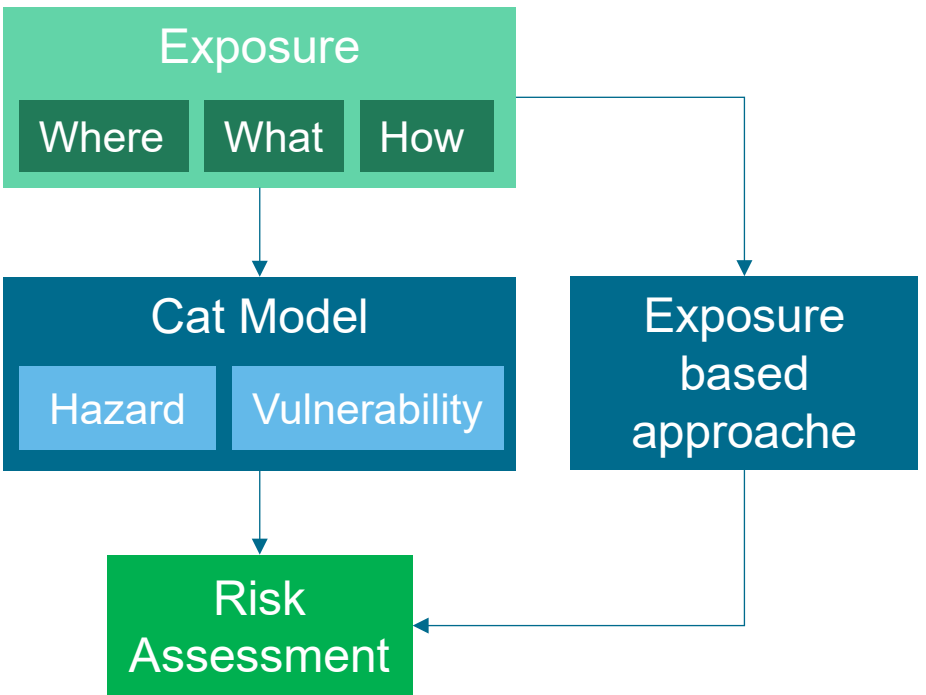 Exposure
Where What How
Cat Model
Hazard Vulnerability
Exposure
based
approache
Risk
Assessment